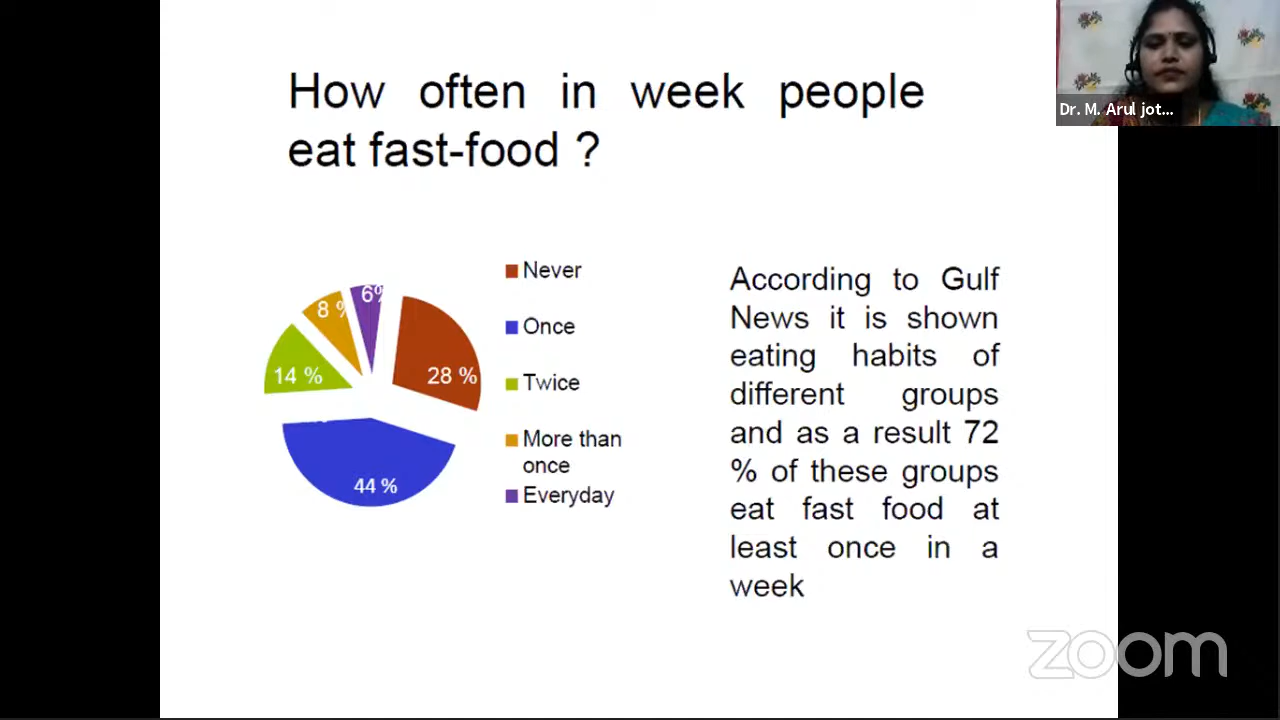 How often in week people
eat fast-food ?
Dr. M. Arul jot...
Never
Once
Twice
More than
once
Everyday
6%
8 %
14 %
28 %
44 %
According to Gulf
News it is shown
eating habits of
different groups
and as a result 72
% of these groups
eat fast food at
least once in a
week
zoom